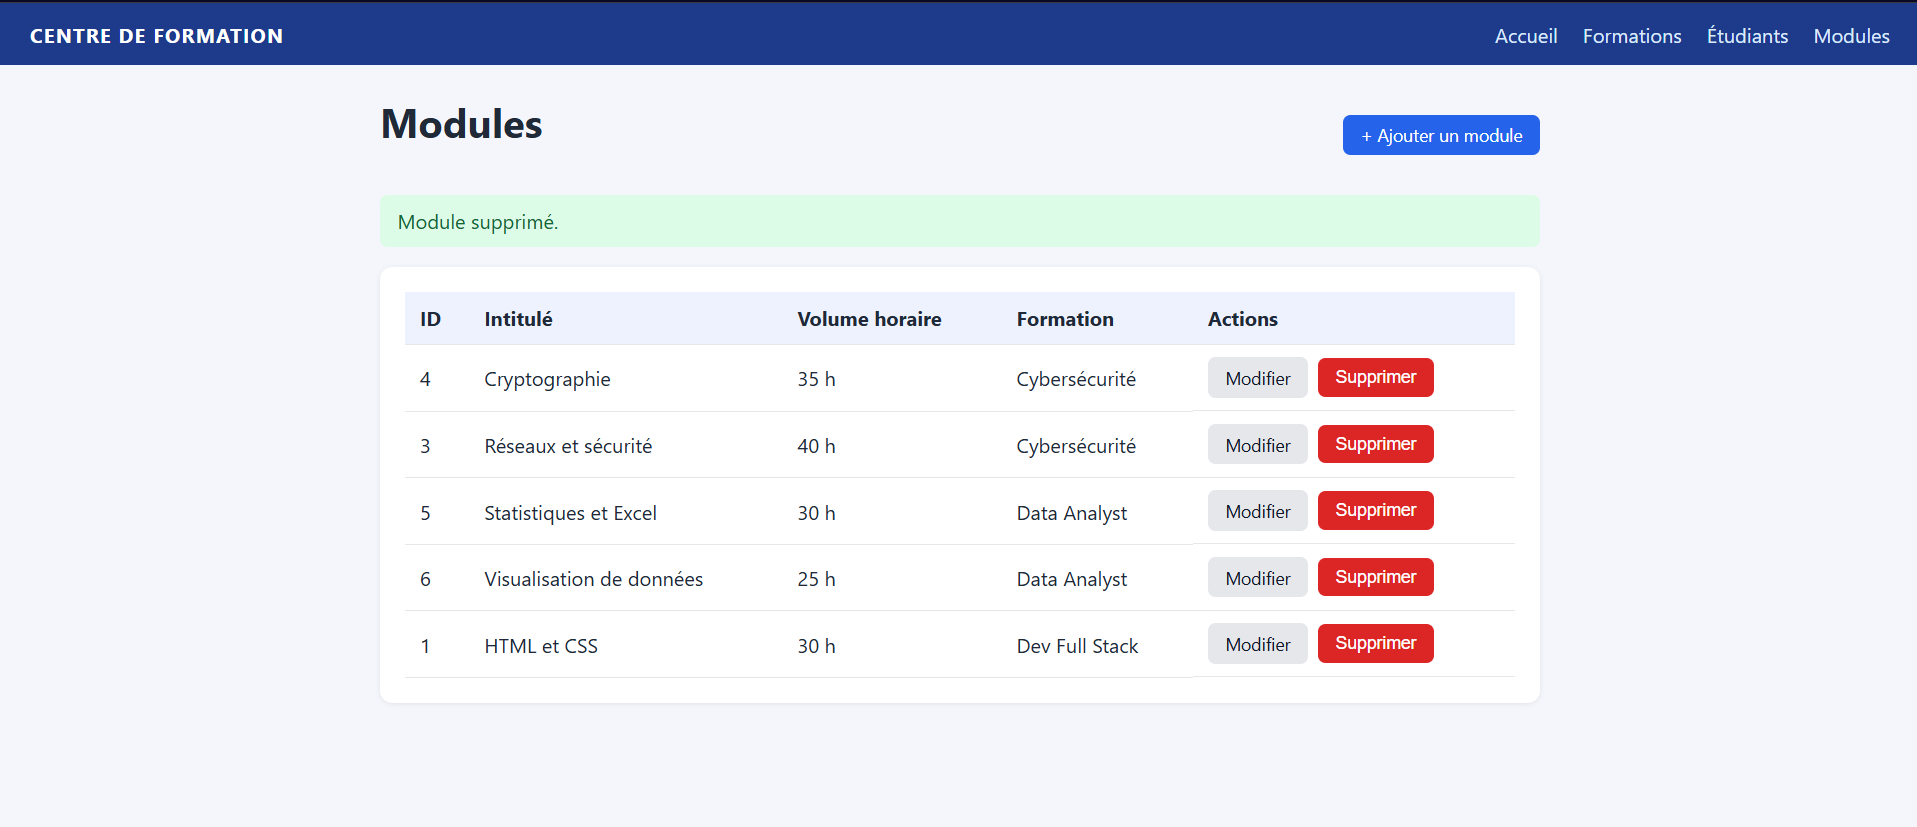 CENTRE DE FORMATION Accueil Formations Étudiants Modules
Modules
+ Ajouter un module
Module supprimé.
ID Intitulé Volume horaire Formation Actions
4 Cryptographie 35 h Cybersécurité Modifier Supprimer
3 Réseaux et sécurité 40 h Cybersécurité Modifier Supprimer
5 Statistiques et Excel 30 h Data Analyst Modifier Supprimer
6 Visualisation de données 25 h Data Analyst Modifier Supprimer
1 HTML et CSS 30 h Dev Full Stack Modifier Supprimer